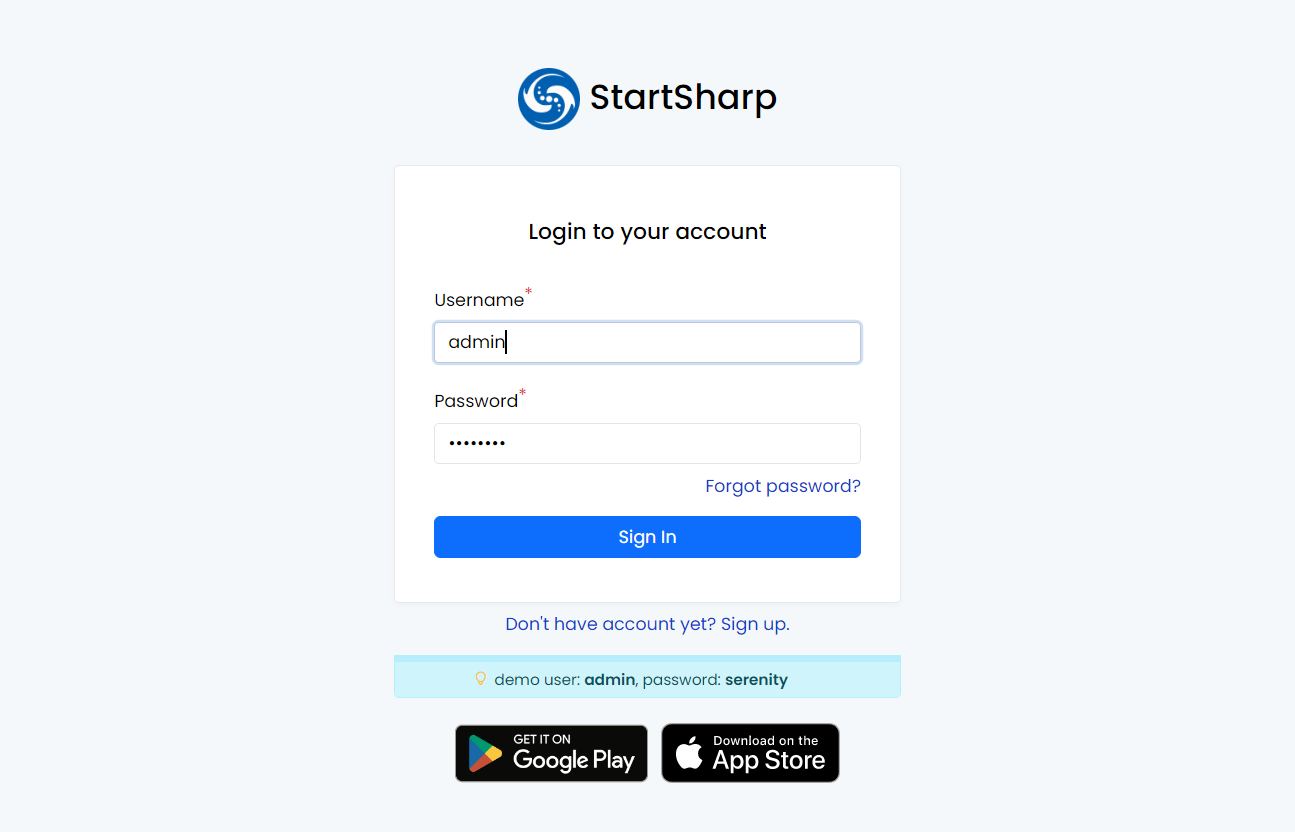 StartSharp
Login to your account
Username*
admin
Password*
••••••••
Forgot password?
Sign In
Don't have account yet? Sign up.
demo user: admin, password: serenity
GET IT ON
Google Play
Download on the
App Store